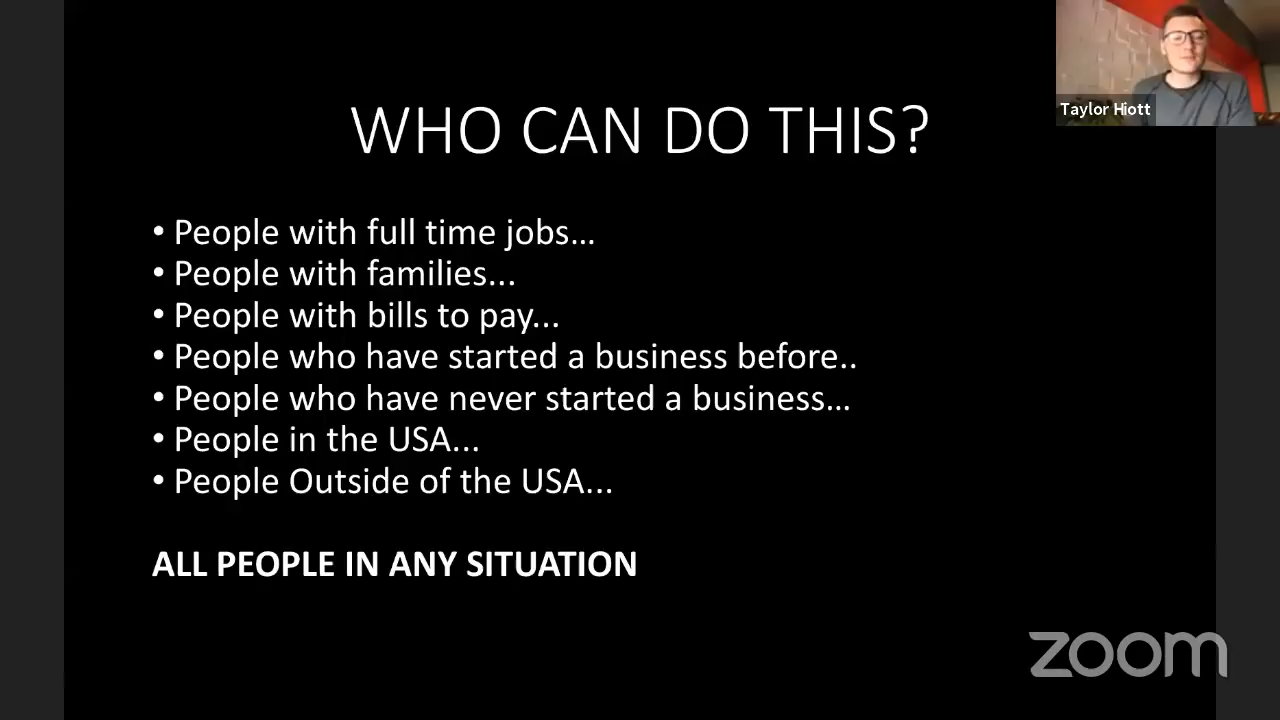 Taylor Hiott
WHO CAN DO THIS?
• People with full time jobs...
• People with families...
• People with bills to pay...
• People who have started a business before..
• People who have never started a business...
• People in the USA...
• People Outside of the USA...
ALL PEOPLE IN ANY SITUATION
zoom